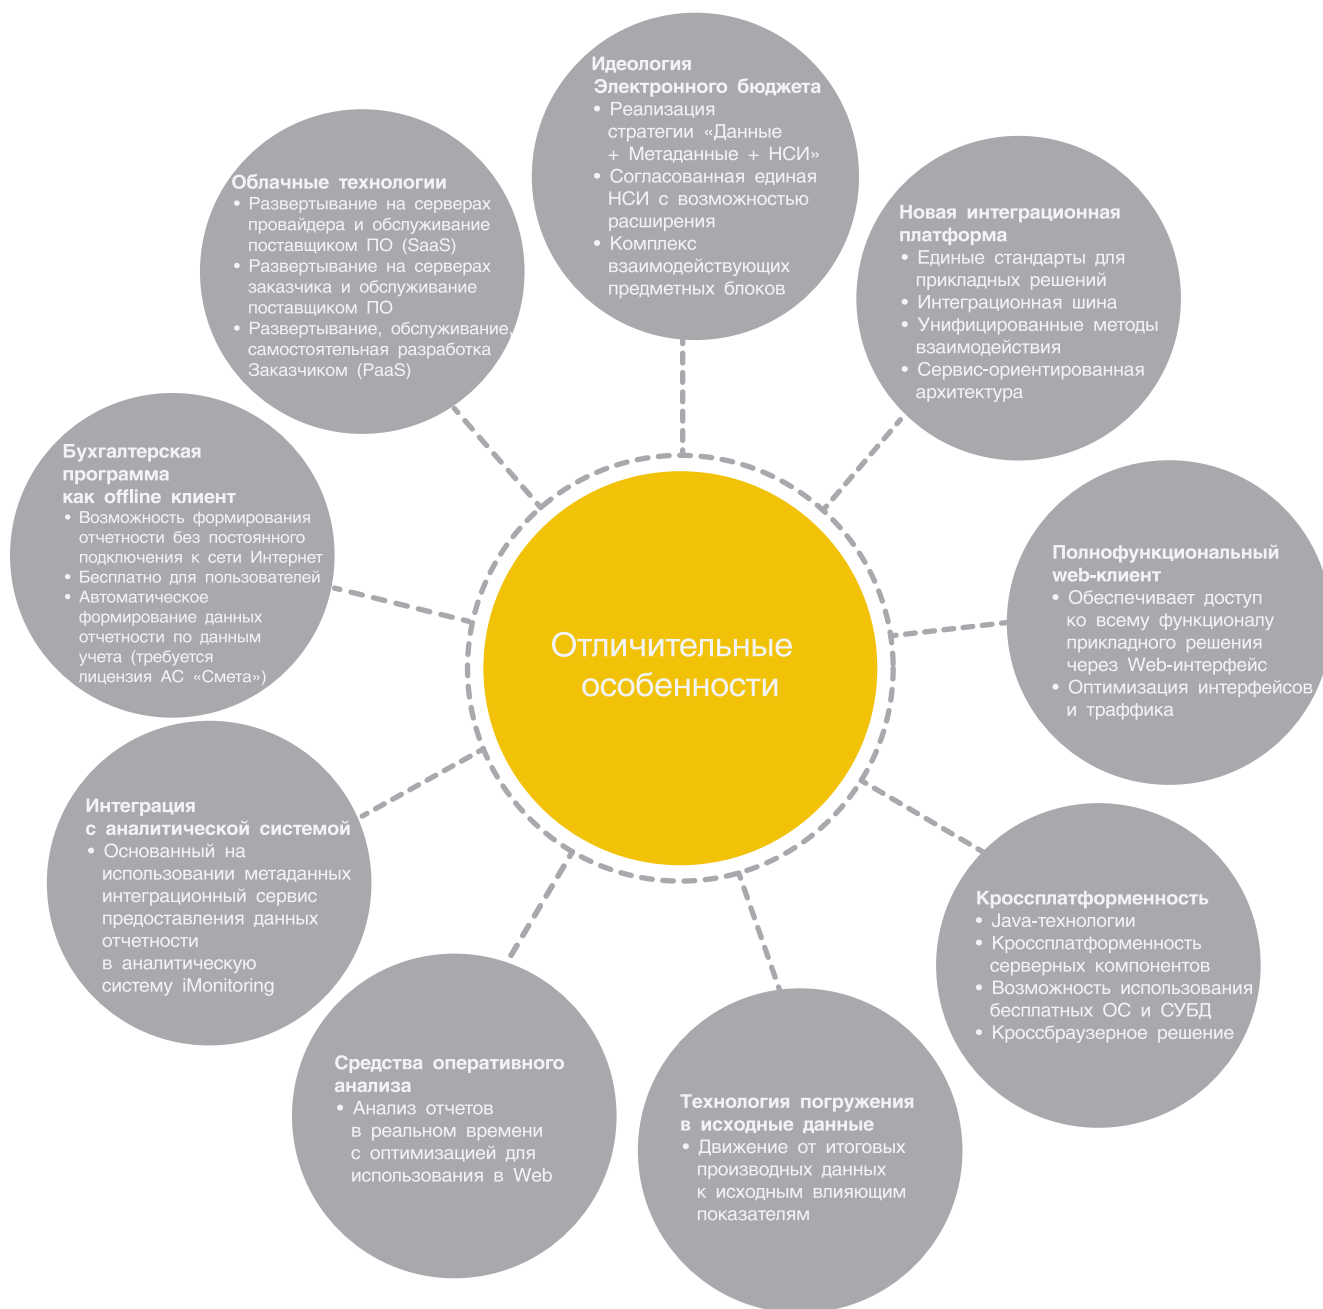 Идеология
Электронного бюджета
• Реализация
стратегии «Данные
+ Метаданные + НСИ»
• Согласованная единая
НСИ с возможностью
расширения
• Комплекс
взаимодействующих
предметных блоков
Новая интеграционная
платформа
• Единые стандарты для
прикладных решений
• Интеграционная шина
• Унифицированные методы
взаимодействия
• Сервис-ориентированная
архитектура
Полнофункциональный
web-клиент
• Обеспечивает доступ
ко всему функционалу
прикладного решения
через Web-интерфейс
• Оптимизация интерфейсов
и траффика
Кроссплатформенность
• Java-технологии
• Кроссплатформенность
серверных компонентов
• Возможность использования
бесплатных ОС и СУБД
• Кроссбраузерное решение
Технология погружения
в исходные данные
• Движение от итоговых
производных данных
к исходным влияющим
показателям
Средства оперативного
анализа
• Анализ отчетов
в реальном времени
с оптимизацией для
использования в Web
Интеграция
с аналитической системой
• Основанный на
использовании метаданных
интеграционный сервис
предоставления данных
отчетности
в аналитическую
систему iMonitoring
Бухгалтерская
программа
как offline клиент
• Возможность формирования
отчетности без постоянного
подключения к сети Интернет
• Бесплатно для пользователей
• Автоматическое
формирование данных
отчетности по данным
учета (требуется
лицензия АС «Смета»)
Облачные технологии
• Развертывание на серверах
провайдера и обслуживание
поставщиком ПО (SaaS)
• Развертывание на серверах
заказчика и обслуживание
поставщиком ПО
• Развертывание, обслуживание,
самостоятельная разработка
Заказчиком (PaaS)
Отличительные
особенности